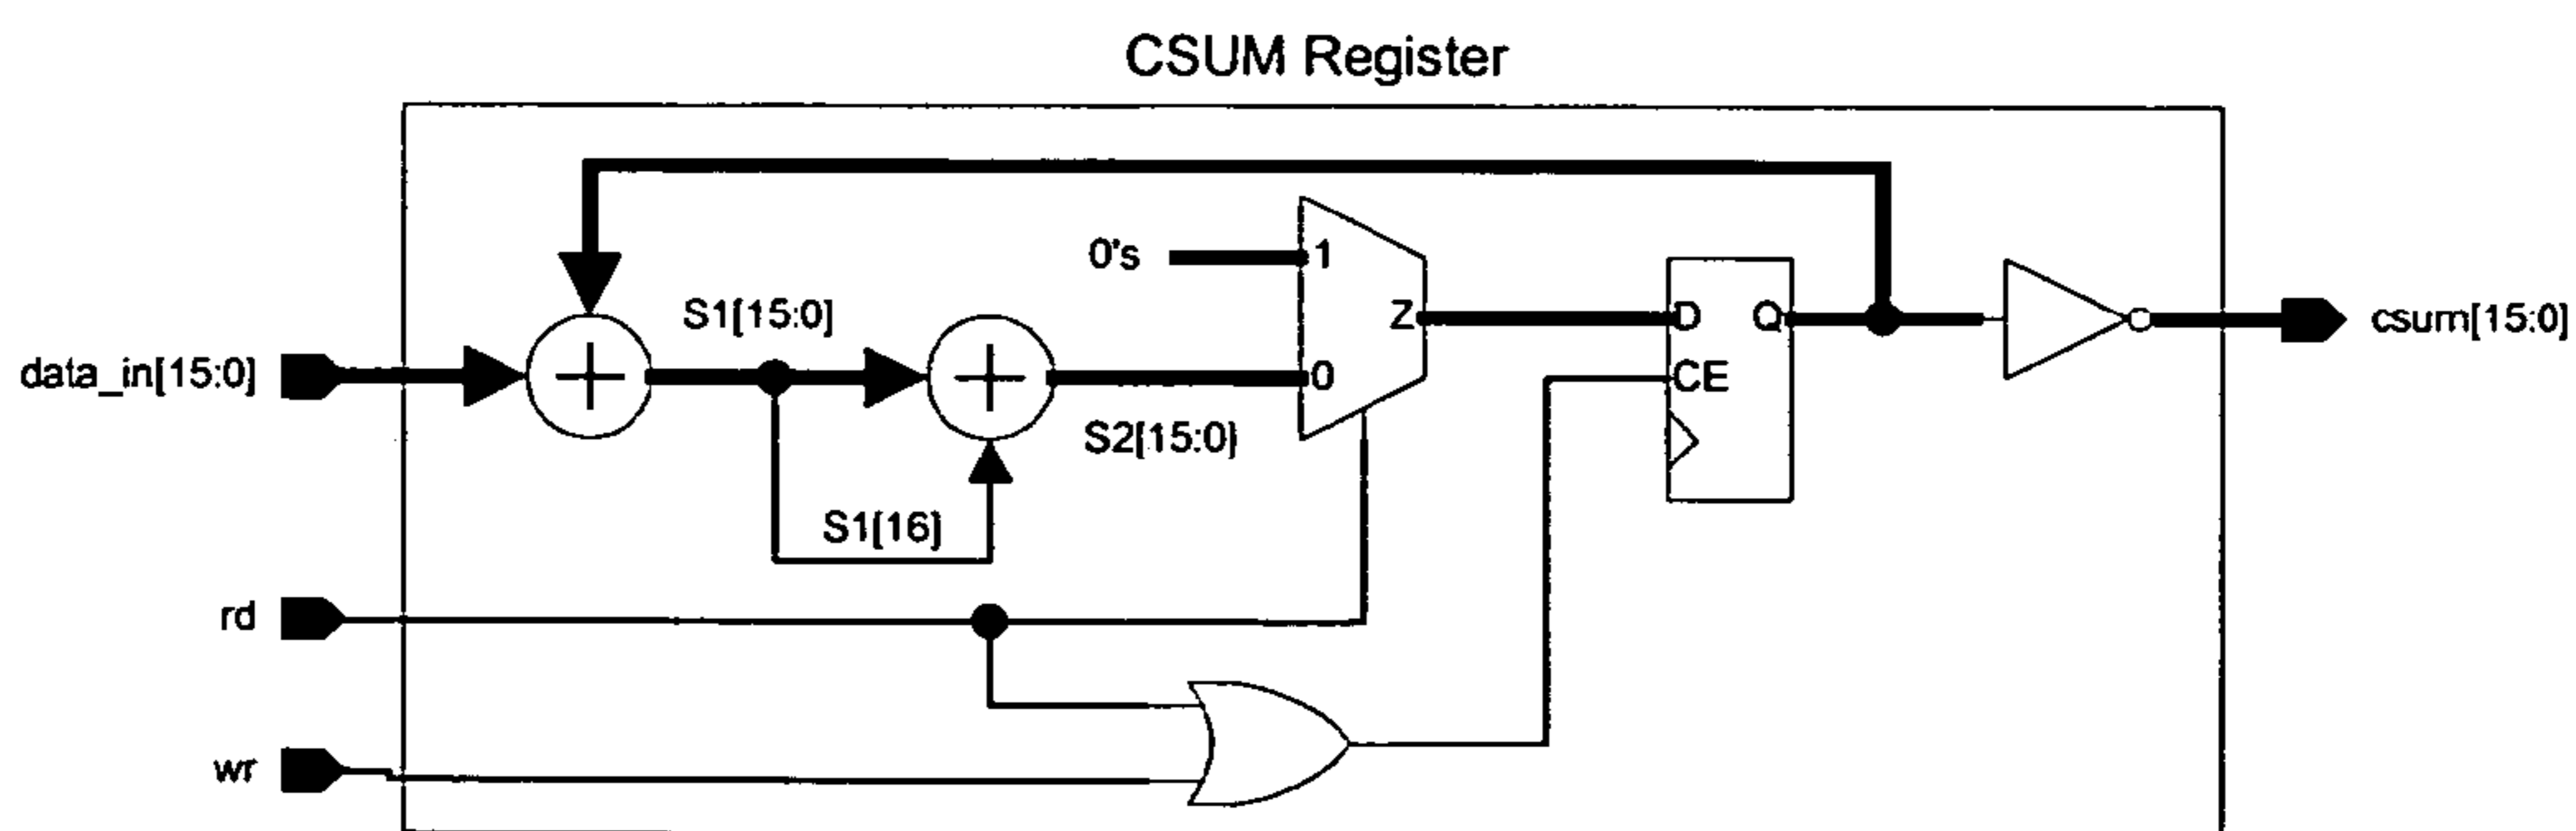 CSUM Register
0's
1
S1[15:0]
Z
D
Q
csum[15:0]
data_in[15:0]
0
CE
S2[15:0]
S1[16]
rd
wr